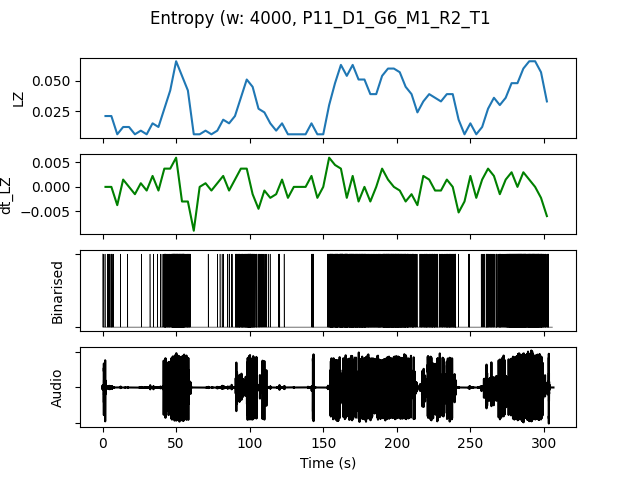 Entropy (w: 4000, P11_D1_G6_M1_R2_T1
LZ
0.050
0.025
dt_LZ
0.005
0.000
−0.005
Binarised
Audio
0 50 100 150 200 250 300
Time (s)